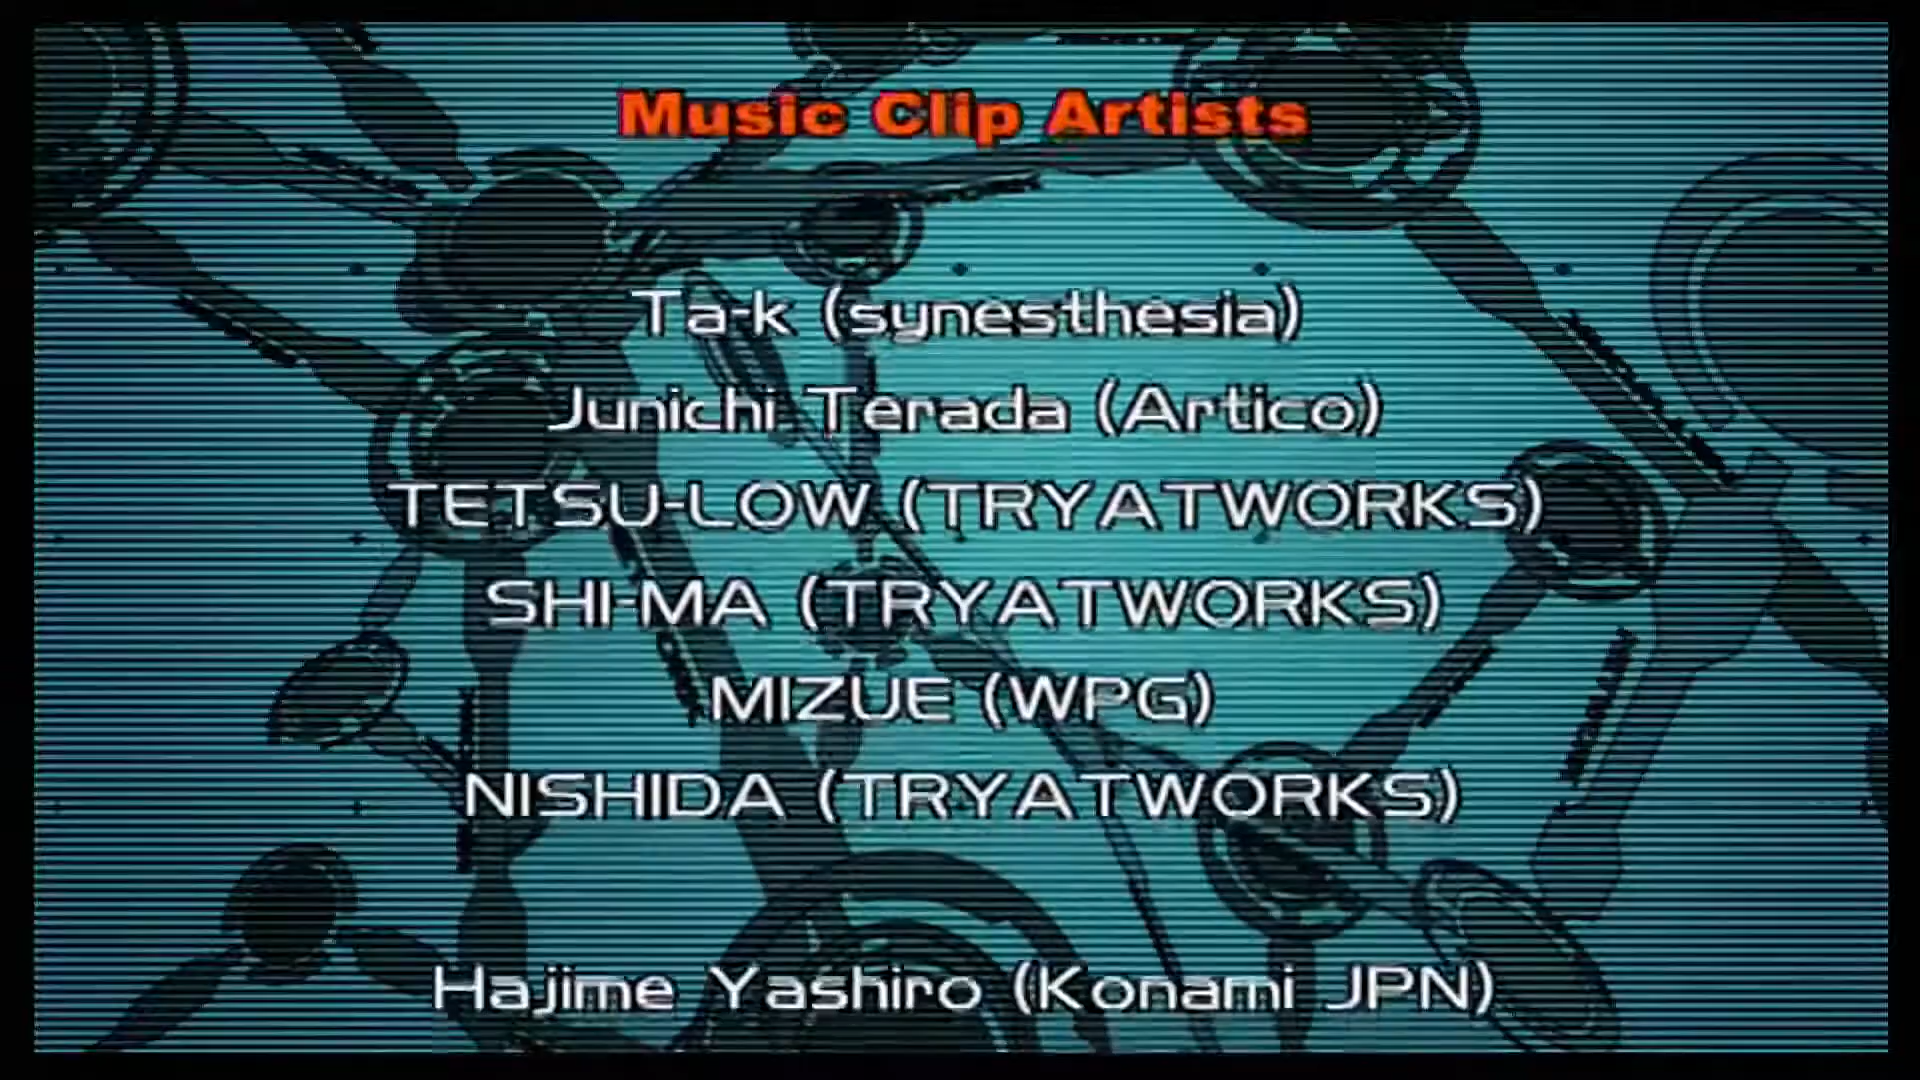 Music Clip Artists
Ta-k (synesthesia)
Junichi Terada (Artico)
TETSU-LOW (TRYATWORKS)
SHI-MA (TRYATWORKS)
MIZUE (WPG)
NISHIDA (TRYATWORKS)
Hajime Yashiro (Konami JPN)